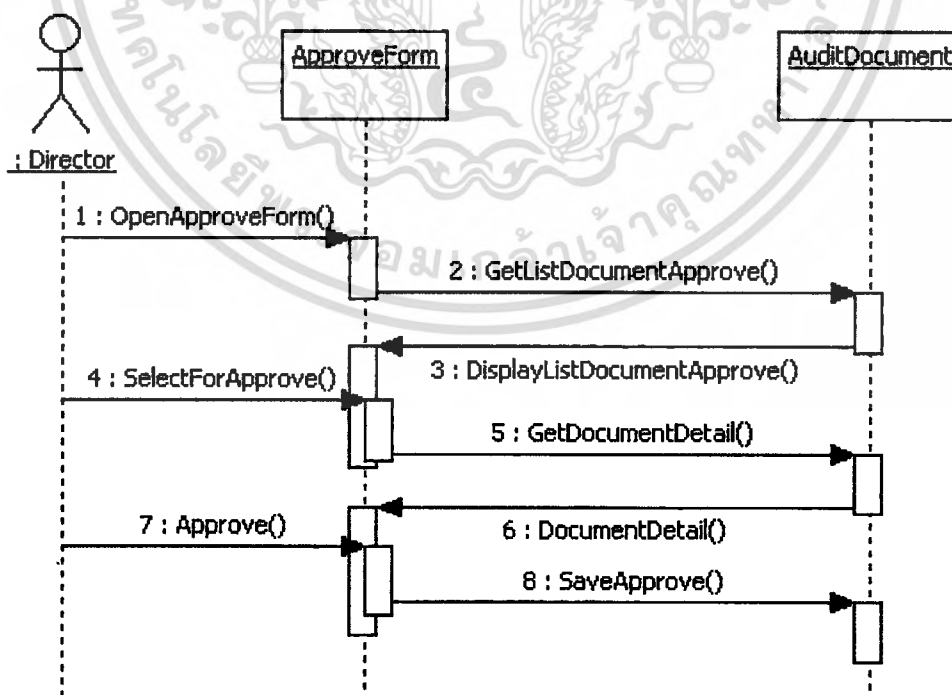 ApproveForm
AuditDocument
: Director
1 : OpenApproveForm()
2 : GetListDocumentApprove()
3 : DisplayListDocumentApprove()
4 : SelectForApprove()
5 : GetDocumentDetail()
6 : DocumentDetail()
7 : Approve()
8 : SaveApprove()